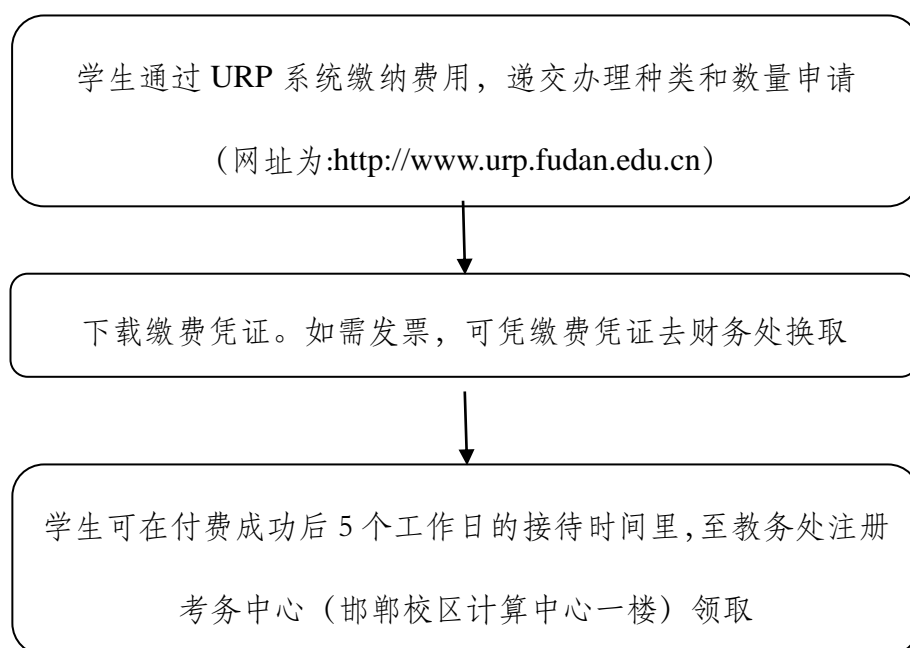 学生通过 URP 系统缴纳费用，递交办理种类和数量申请
（网址为:http://www.urp.fudan.edu.cn）
下载缴费凭证。如需发票，可凭缴费凭证去财务处换取
学生可在付费成功后 5 个工作日的接待时间里,至教务处注册
考务中心（邯郸校区计算中心一楼）领取